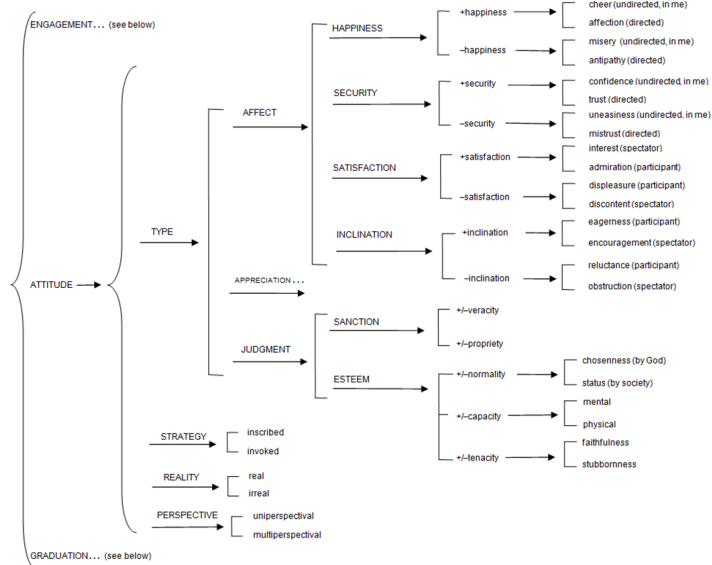 ENGAGEMENT... (see below)
HAPPINESS
+happiness
cheer (undirected, in me)
affection (directed)
–happiness
misery (undirected, in me)
antipathy (directed)
SECURITY
+security
confidence (undirected, in me)
trust (directed)
–security
uneasiness (undirected, in me)
mistrust (directed)
AFFECT
SATISFACTION
+satisfaction
interest (spectator)
admiration (participant)
–satisfaction
displeasure (participant)
discontent (spectator)
TYPE
INCLINATION
+inclination
eagerness (participant)
encouragement (spectator)
–inclination
reluctance (participant)
obstruction (spectator)
ATTITUDE
APPRECIATION...
JUDGMENT
SANCTION
+/–veracity
+/–propriety
ESTEEM
+/–normality
chosenness (by God)
status (by society)
+/–capacity
mental
physical
+/–tenacity
faithfulness
stubbornness
STRATEGY
inscribed
invoked
REALITY
real
irreal
PERSPECTIVE
uniperspectival
multiperspectival
GRADUATION... (see below)